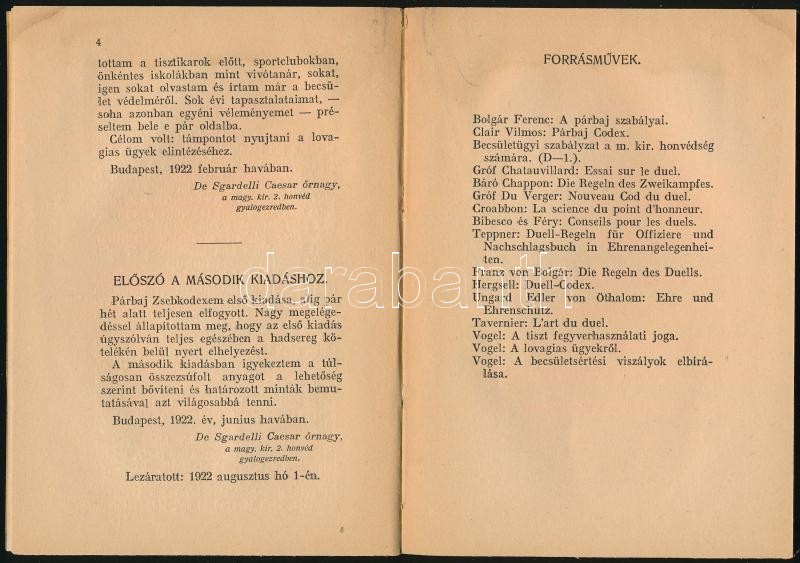 4
tottam a tisztikarok előtt, sportclubokban,
önkéntes iskolákban mint vivótanár, sokat,
igen sokat olvastam és írtam már a becsü-
let védelméről. Sok évi tapasztalataimat, —
soha azonban egyéni véleményemet — pré-
seltem bele e pár oldalba.
Célom volt: támpontot nyujtani a lova-
gias ügyek elintézéséhez.
Budapest, 1922 február havában.
De Sgardelli Caesar őrnagy,
a magy. kir. 2. honvéd
gyalogezredben.
ELŐSZÓ A MÁSODIK KIADÁSHOZ.
Párbaj Zsebkodexem első kiadása, alig pár
hét alatt teljesen elfogyott. Nagy megelége-
déssel állapítottam meg, hogy az első kiadás
úgyszólván teljes egészében a hadsereg kö-
telékén belül nyert elhelyezést.
A második kiadásban igyekeztem a túl-
ságosan összezsúfolt anyagot a lehetőség
szerint bőviteni és határozott minták bemu-
tatásával azt világosabbá tenni.
Budapest, 1922. év, junius havában.
De Sgardelli Caesar őrnagy,
a magy. kir. 2. honvéd
gyalogezredben.
Lezáratott: 1922 augusztus hó 1-én.
FORRÁSMŰVEK.
Bolgár Ferenc: A párbaj szabályai.
Clair Vilmos: Párbaj Codex.
Becsületügyi szabályzat a m. kir. honvédség
számára. (D—1.).
Gróf Chatauvillard: Essai sur le duel.
Báró Chappon: Die Regeln des Zweikampfes.
Gróf Du Verger: Nouveau Cod du duel.
Croabbon: La science du point d'honneur.
Bibesco és Féry: Conseils pour les duels.
Teppner: Duell-Regeln für Offiziere und
Nachschlagsbuch in Ehrenangelegenhei-
ten.
Franz von Bolgár: Die Regeln des Duells.
Hergsell: Duell-Codex.
Ungard Edler von Óthalom: Ehre und
Ehrenschutz.
Tavernier: L'art du duel.
Vogel: A tiszt fegyverhasználati joga.
Vogel: A lovagias ügyekről.
Vogel: A becsületsértési viszályok elbírá-
lása.
darabanth.com